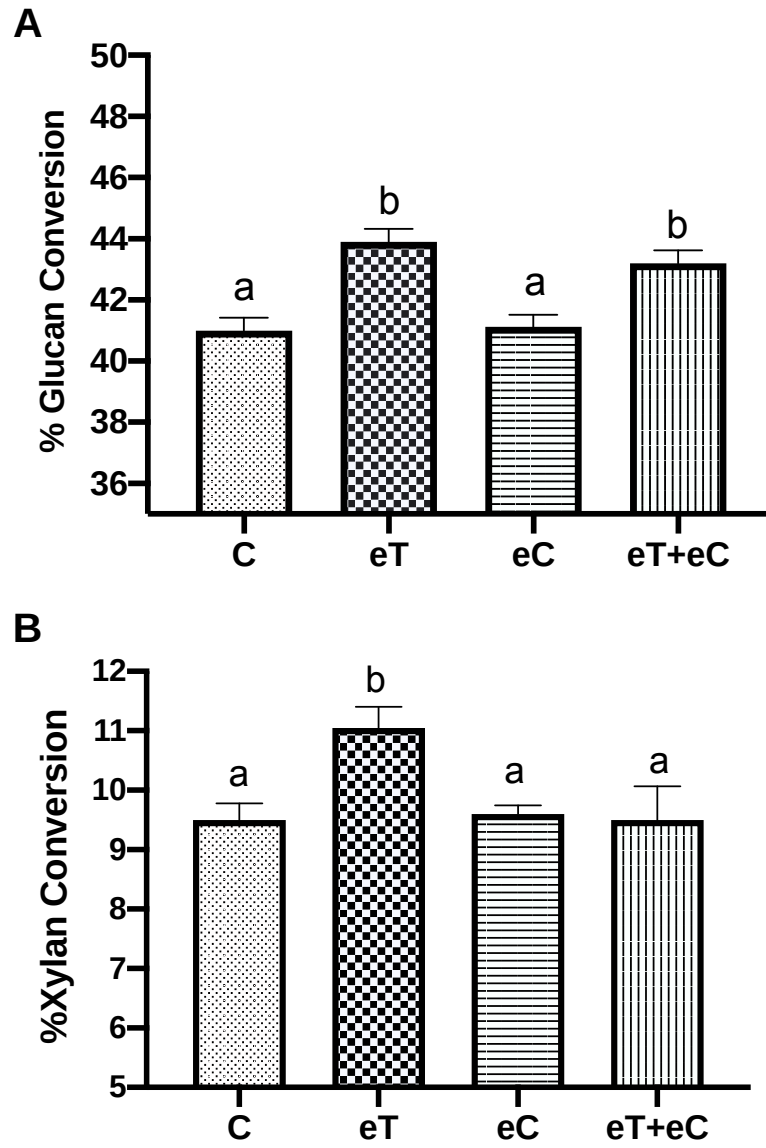 A
% Glucan Conversion
50
48
46
44
42
40
38
36
a
b
a
b
C eT eC eT+eC
B
%Xylan Conversion
12
11
10
9
8
7
6
5
a
b
a
a
C eT eC eT+eC